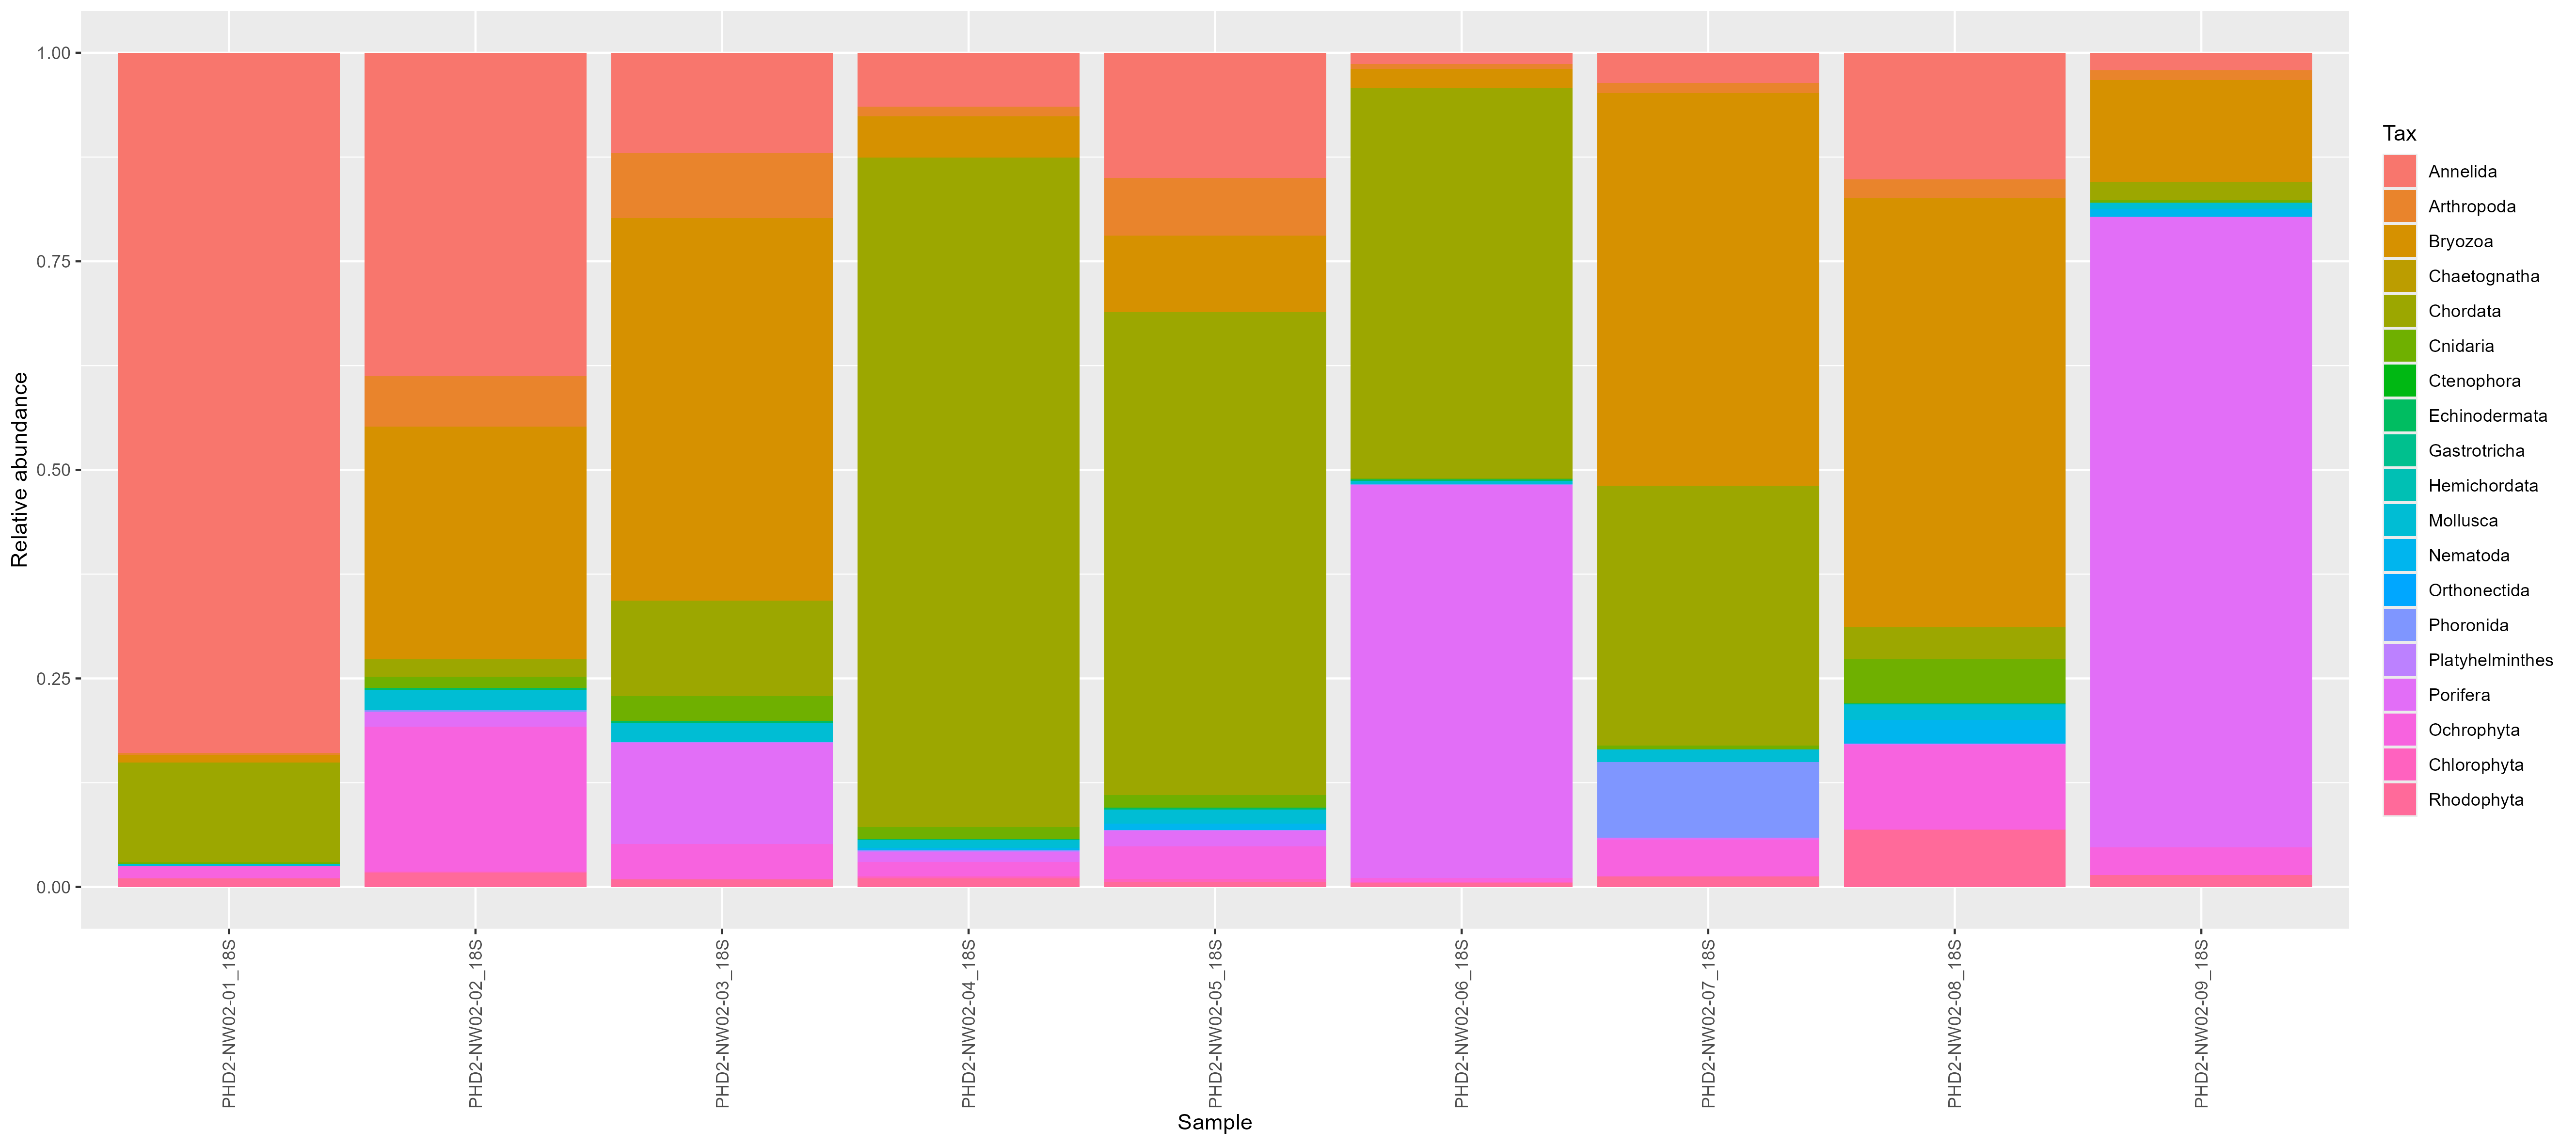 1.00
0.75
0.50
0.25
0.00
Relative abundance
PHD2-NW02-01_18S
PHD2-NW02-02_18S
PHD2-NW02-03_18S
PHD2-NW02-04_18S
PHD2-NW02-05_18S
PHD2-NW02-06_18S
PHD2-NW02-07_18S
PHD2-NW02-08_18S
PHD2-NW02-09_18S
Sample
Tax
Annelida
Arthropoda
Bryozoa
Chaetognatha
Chordata
Cnidaria
Ctenophora
Echinodermata
Gastrotricha
Hemichordata
Mollusca
Nematoda
Orthonectida
Phoronida
Platyhelminthes
Porifera
Ochrophyta
Chlorophyta
Rhodophyta